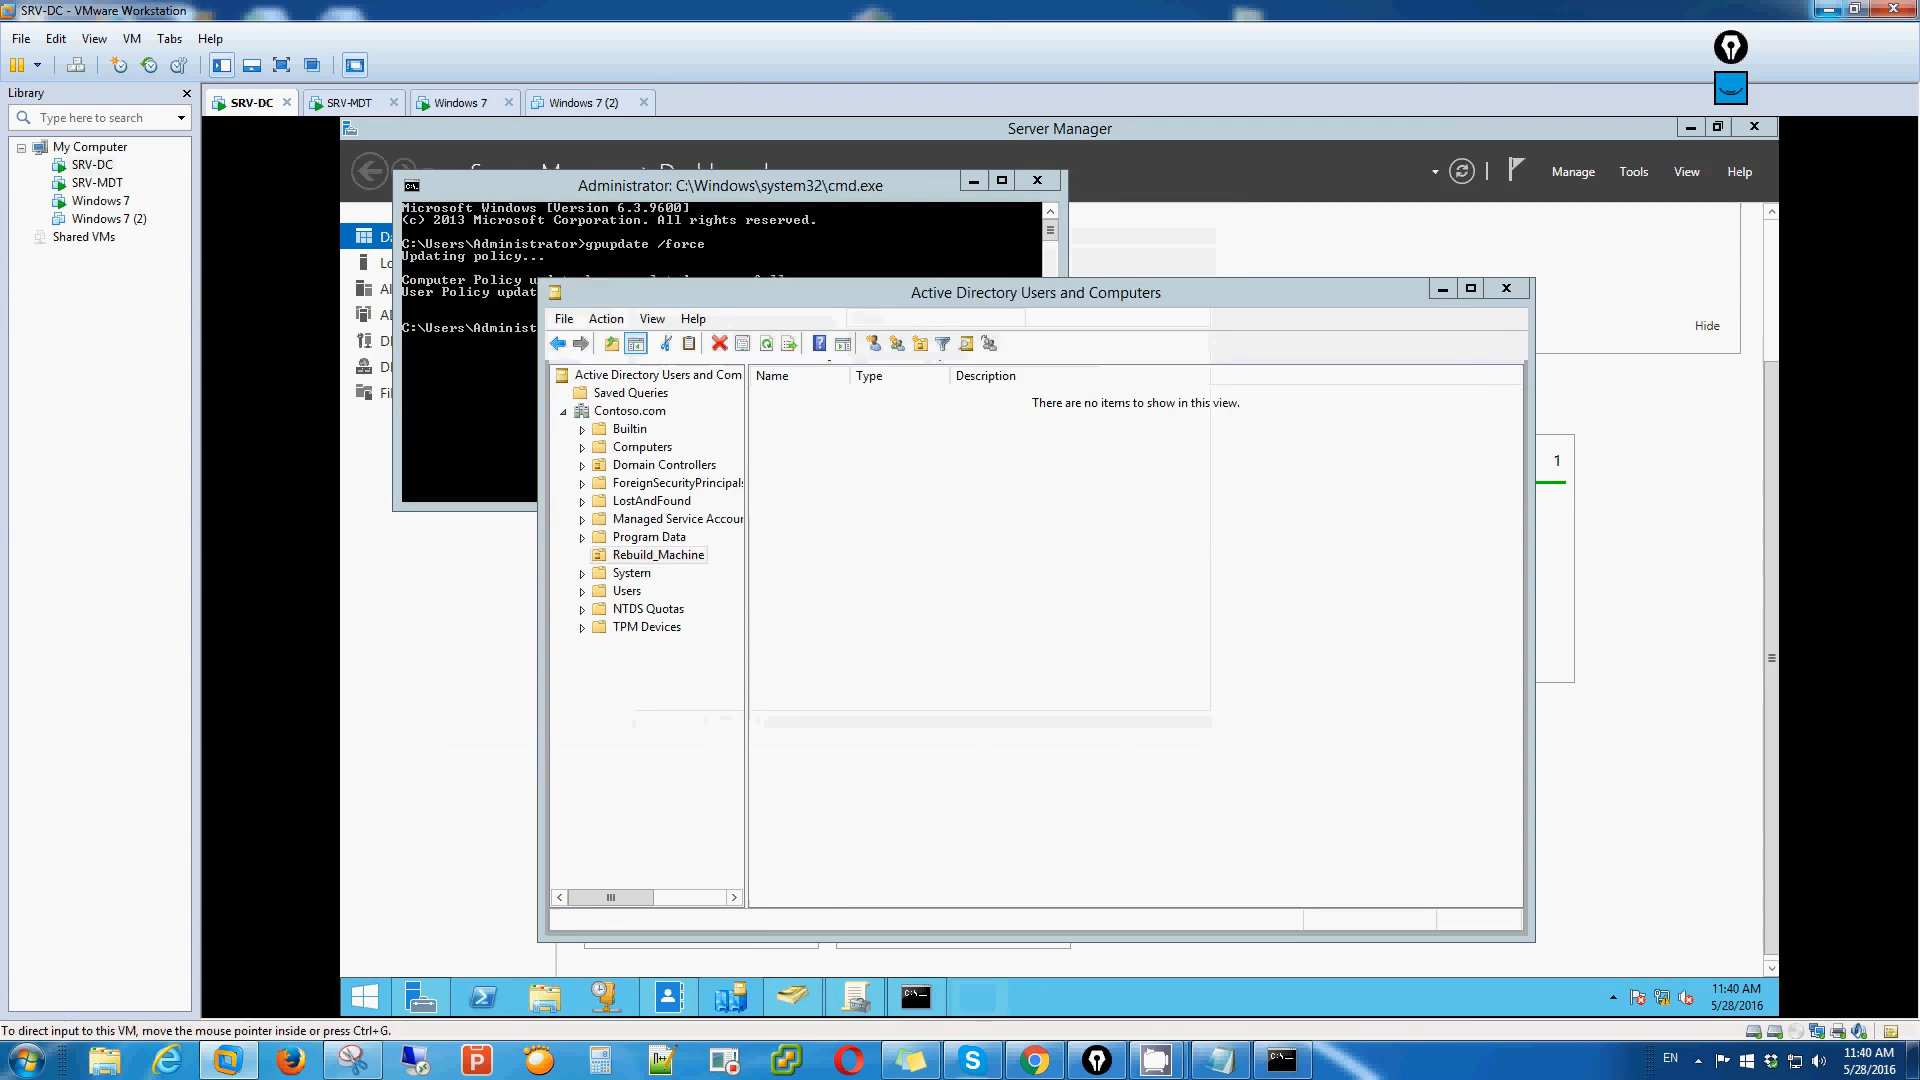 SRV-DC - VMware Workstation
File Edit View VM Tabs Help
Library
Type here to search
My Computer
SRV-DC
SRV-MDT
Windows 7
Windows 7 (2)
Shared VMs
SRV-DC
SRV-MDT
Windows 7
Windows 7 (2)
Server Manager
Manage Tools View Help
Hide
1
Administrator: C:\Windows\system32\cmd.exe
Microsoft Windows [Version 6.3.9600]
(c) 2013 Microsoft Corporation. All rights reserved.
C:\Users\Administrator>gpupdate /force
Updating policy...
Computer Policy
User Policy updat
C:\Users\Administ
Active Directory Users and Computers
File Action View Help
Active Directory Users and Com
Saved Queries
Contoso.com
Builtin
Computers
Domain Controllers
ForeignSecurityPrincipals
LostAndFound
Managed Service Accour
Program Data
Rebuild_Machine
System
Users
NTDS Quotas
TPM Devices
Name Type Description
There are no items to show in this view.
11:40 AM
5/28/2016
To direct input to this VM, move the mouse pointer inside or press Ctrl+G.
EN
11:40 AM
5/28/2016